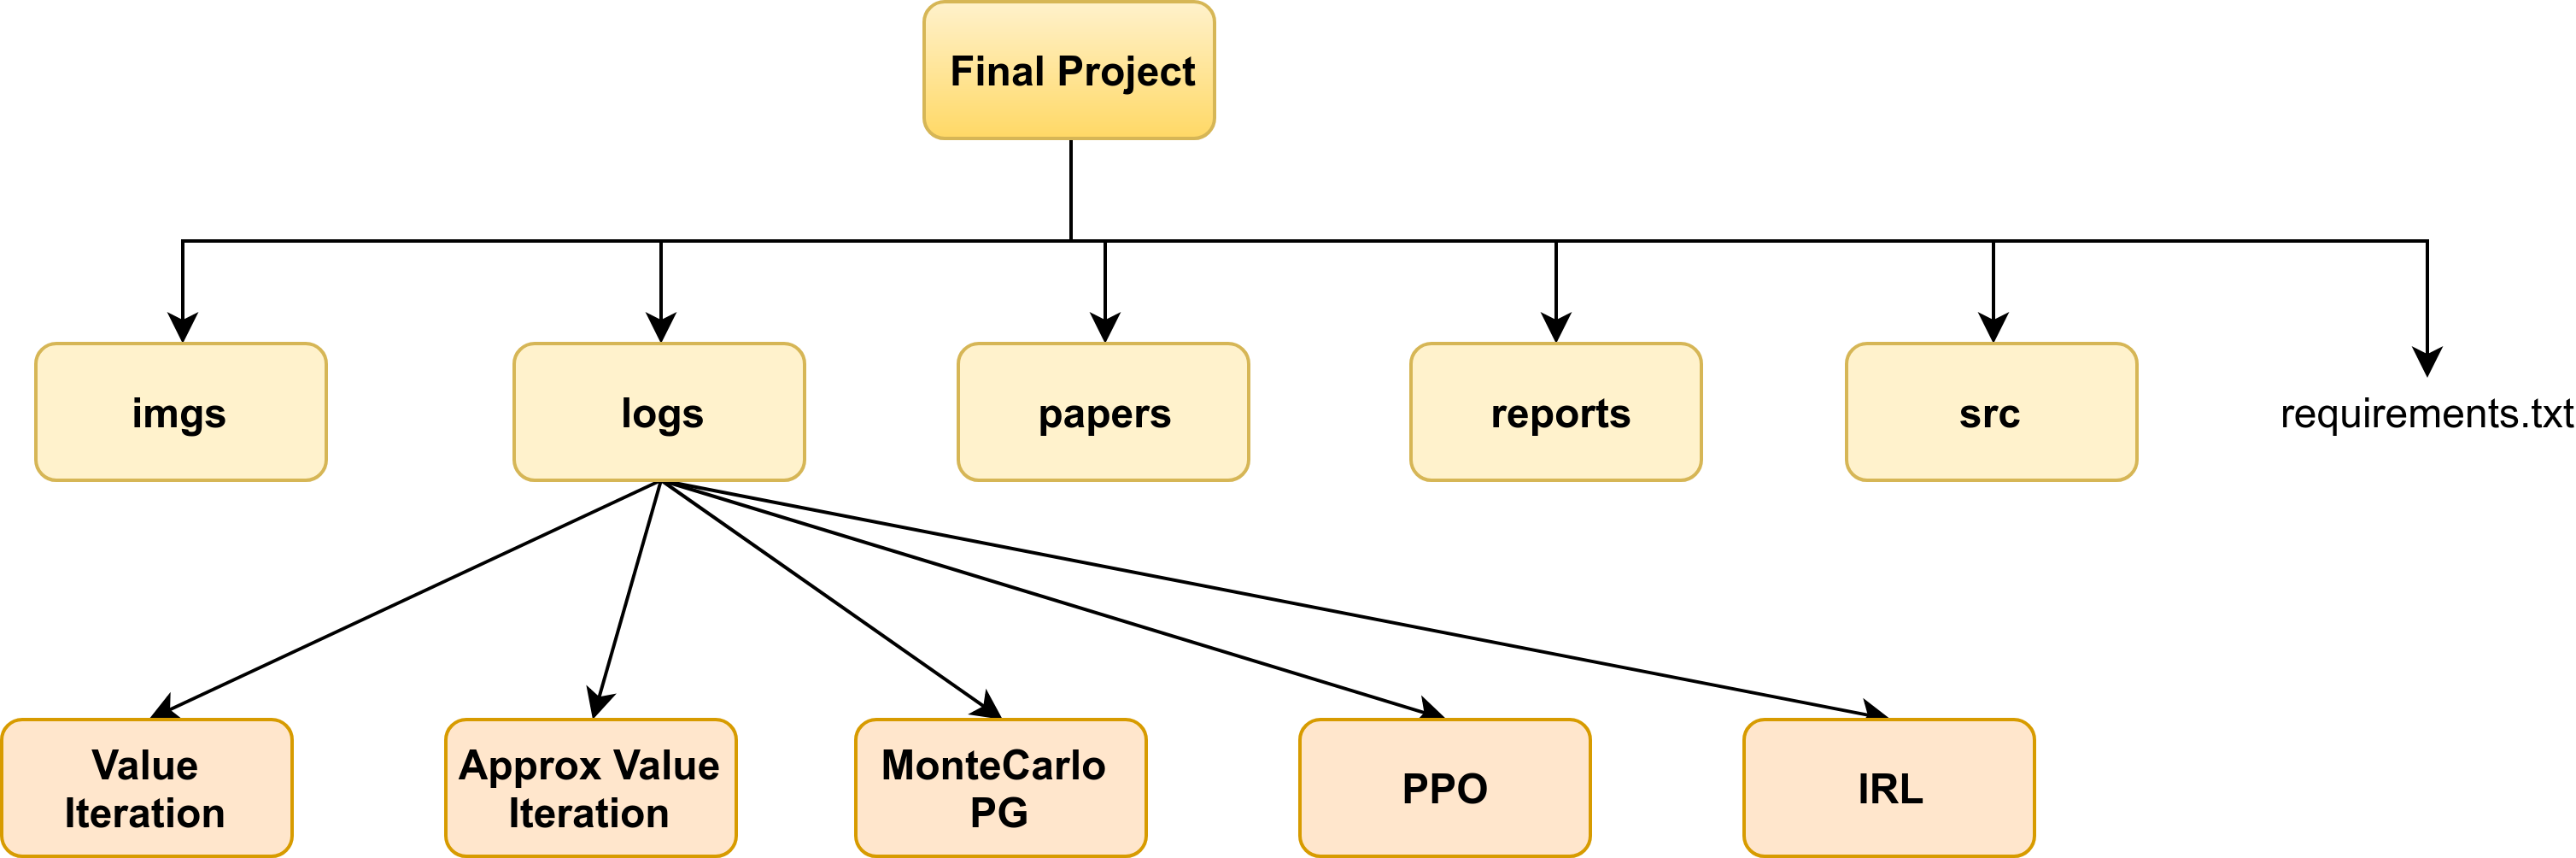 Final Project
imgs
logs
papers
reports
src
requirements.txt
Value
Iteration
Approx Value
Iteration
MonteCarlo
PG
PPO
IRL